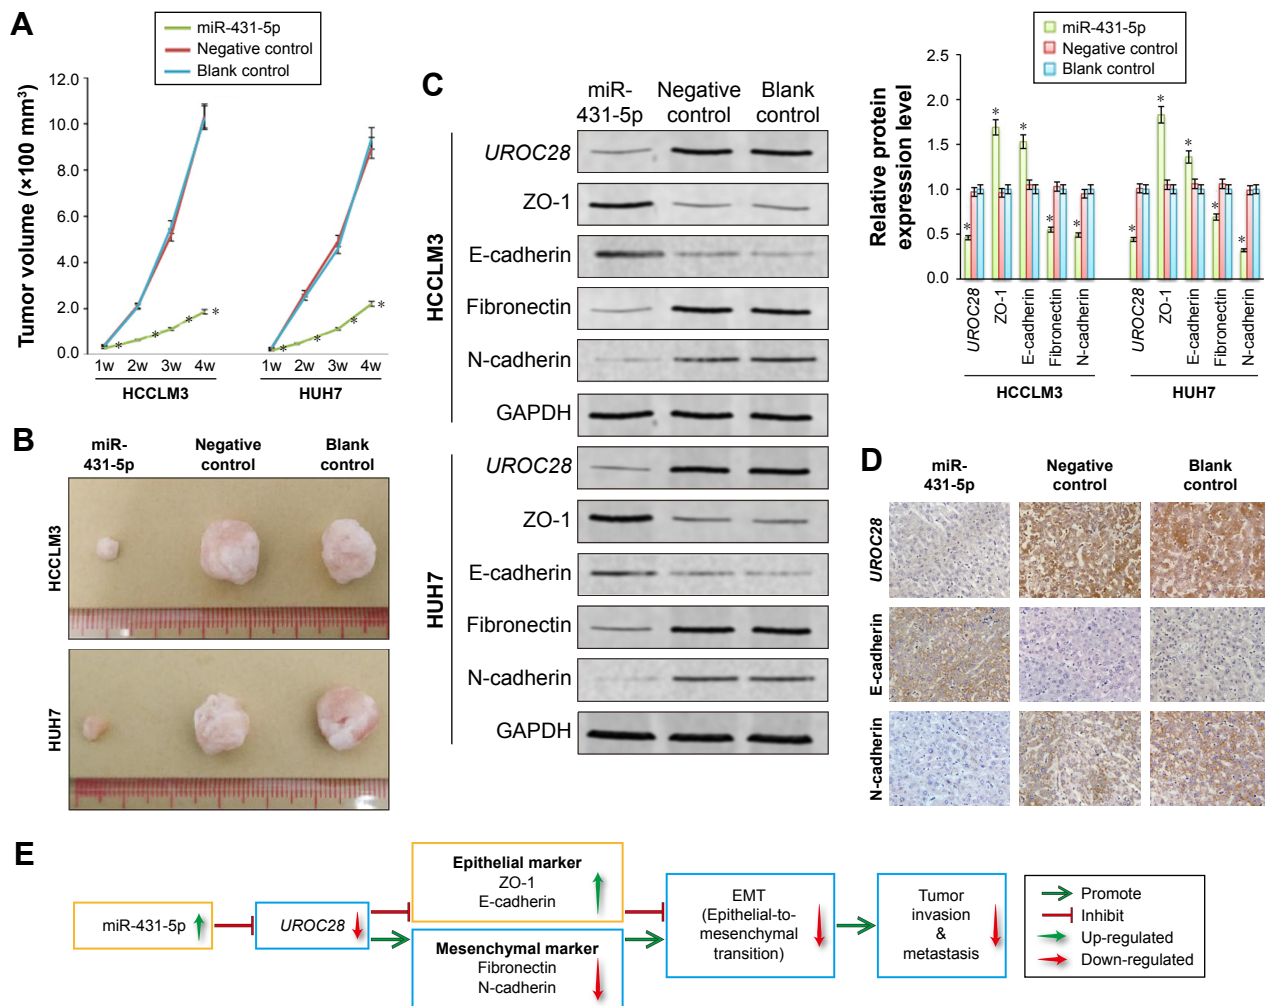 A
miR-431-5p
Negative control
Blank control
Tumor volume (×100 mm³)
12.0
10.0
8.0
6.0
4.0
2.0
0.0
* * * *
* * * *
1w 2w 3w 4w 1w 2w 3w 4w
HCCLM3 HUH7
B
miR-
431-5p
Negative
control
Blank
control
HCCLM3
HUH7
C
miR-
431-5p
Negative
control
Blank
control
HCCLM3
UROC28
ZO-1
E-cadherin
Fibronectin
N-cadherin
GAPDH
HUH7
UROC28
ZO-1
E-cadherin
Fibronectin
N-cadherin
GAPDH
miR-431-5p
Negative control
Blank control
Relative protein
expression level
2.5
2.0
1.5
1.0
0.5
0.0
* * * * *
* * * * *
UROC28 ZO-1 E-cadherin Fibronectin N-cadherin UROC28 ZO-1 E-cadherin Fibronectin N-cadherin
HCCLM3 HUH7
D
miR-
431-5p
Negative
control
Blank
control
UROC28
E-cadherin
N-cadherin
E
miR-431-5p
UROC28
Epithelial marker
ZO-1
E-cadherin
Mesenchymal marker
Fibronectin
N-cadherin
EMT
(Epithelial-to-
mesenchymal
transition)
Tumor
invasion
&
metastasis
Promote
Inhibit
Up-regulated
Down-regulated